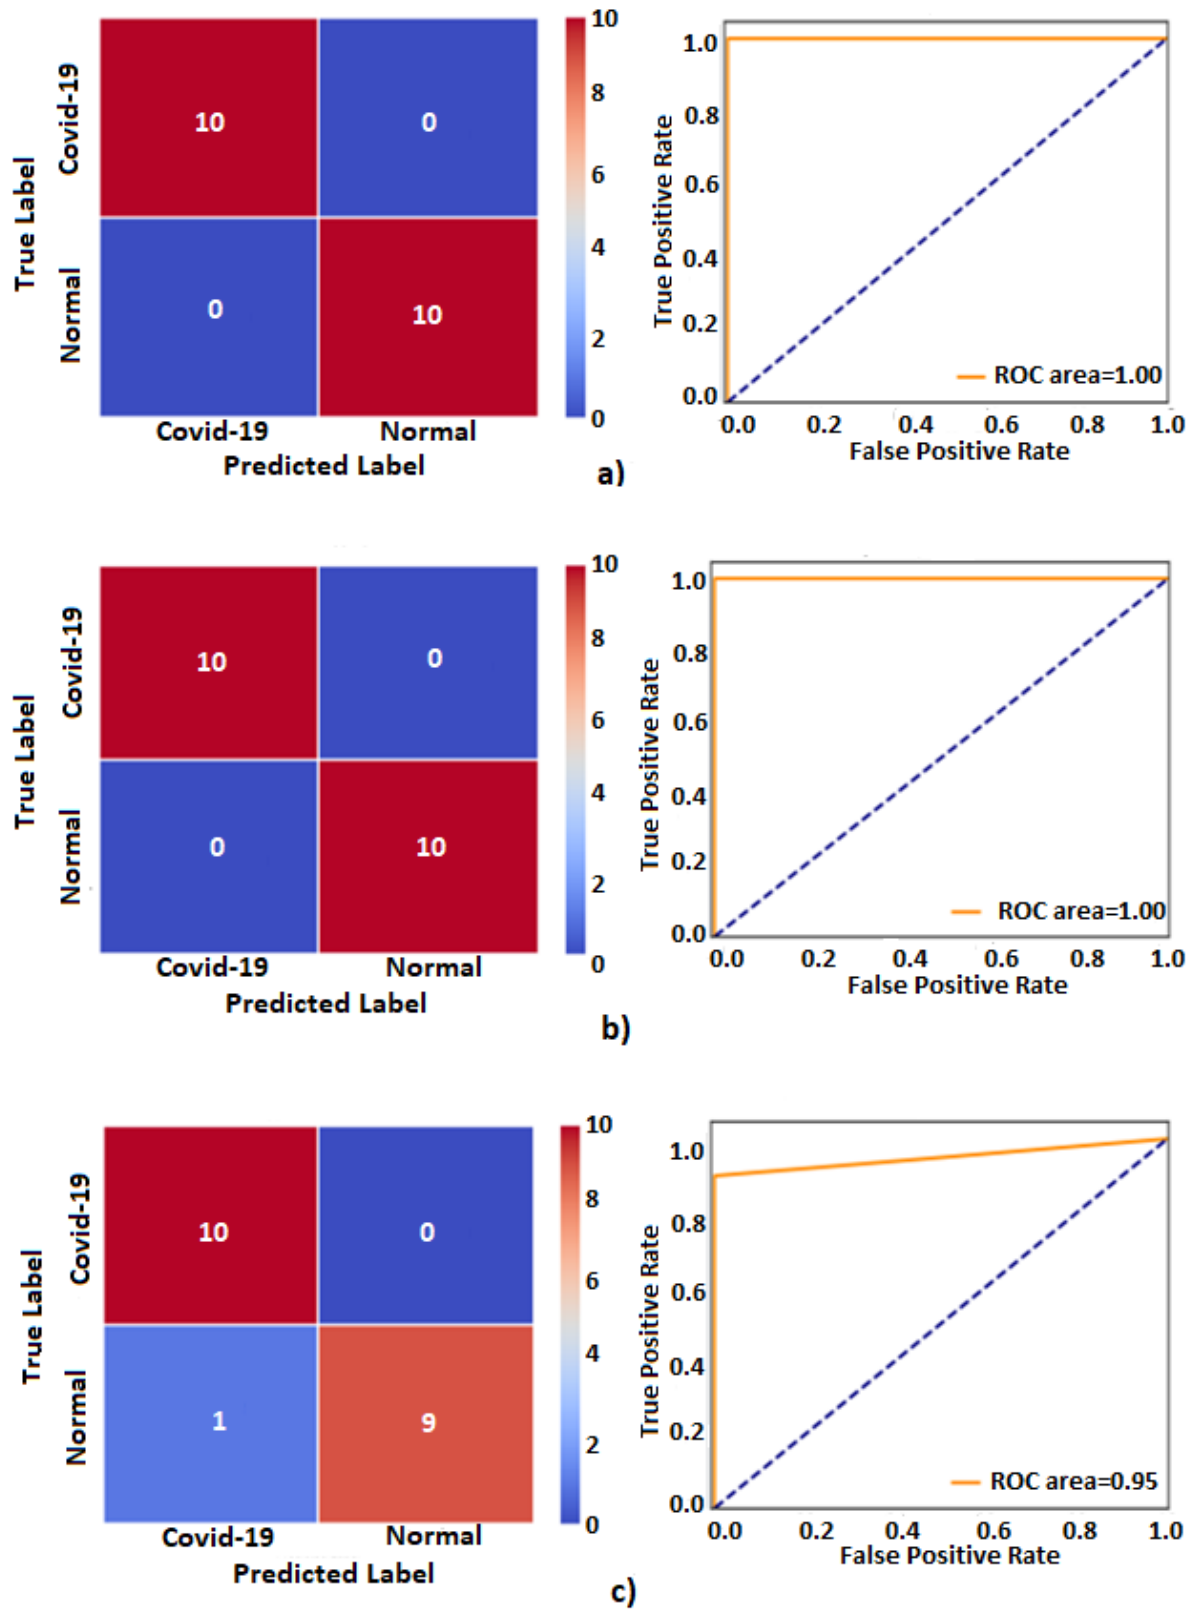 True Label
Covid-19
Normal
10
0
0
10
Covid-19
Normal
Predicted Label
10
8
6
4
2
0
True Positive Rate
1.0
0.8
0.6
0.4
0.2
0.0
ROC area=1.00
0.0 0.2 0.4 0.6 0.8 1.0
False Positive Rate
a)
True Label
Covid-19
Normal
10
0
0
10
Covid-19
Normal
Predicted Label
10
8
6
4
2
0
True Positive Rate
1.0
0.8
0.6
0.4
0.2
0.0
ROC area=1.00
0.0 0.2 0.4 0.6 0.8 1.0
False Positive Rate
b)
True Label
Covid-19
Normal
10
0
1
9
Covid-19
Normal
Predicted Label
10
8
6
4
2
0
True Positive Rate
1.0
0.8
0.6
0.4
0.2
0.0
ROC area=0.95
0.0 0.2 0.4 0.6 0.8 1.0
False Positive Rate
c)